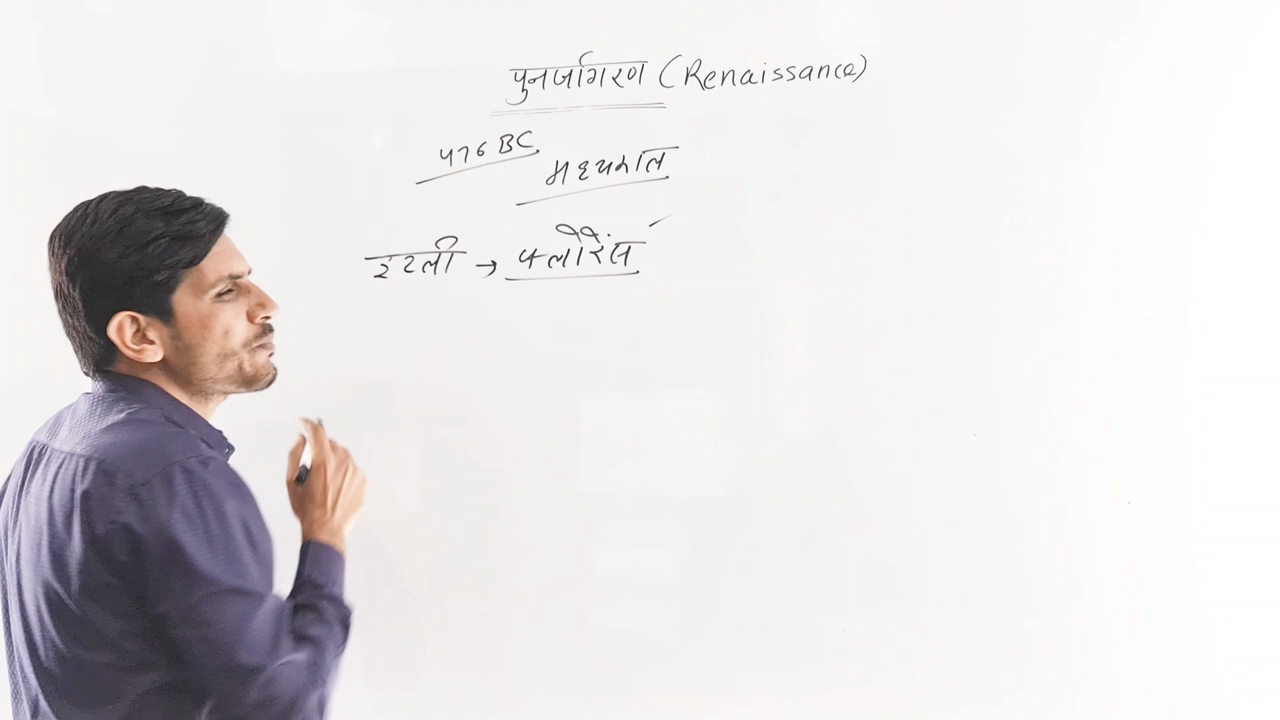 पुनर्जागरण (Renaissance)
476 BC
मध्यकाल
इटली → फ्लोरेंस